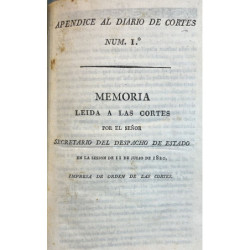 APENDICE AL DIARIO DE CORTES
NUM. 1.º
MEMORIA
LEIDA A LAS CORTES
POR EL SEÑOR
SECRETARIO DEL DESPACHO DE ESTADO
EN LA SESION DE 11 DE JULIO DE
IMPRESA DE ORDEN DE LAS CORTES.